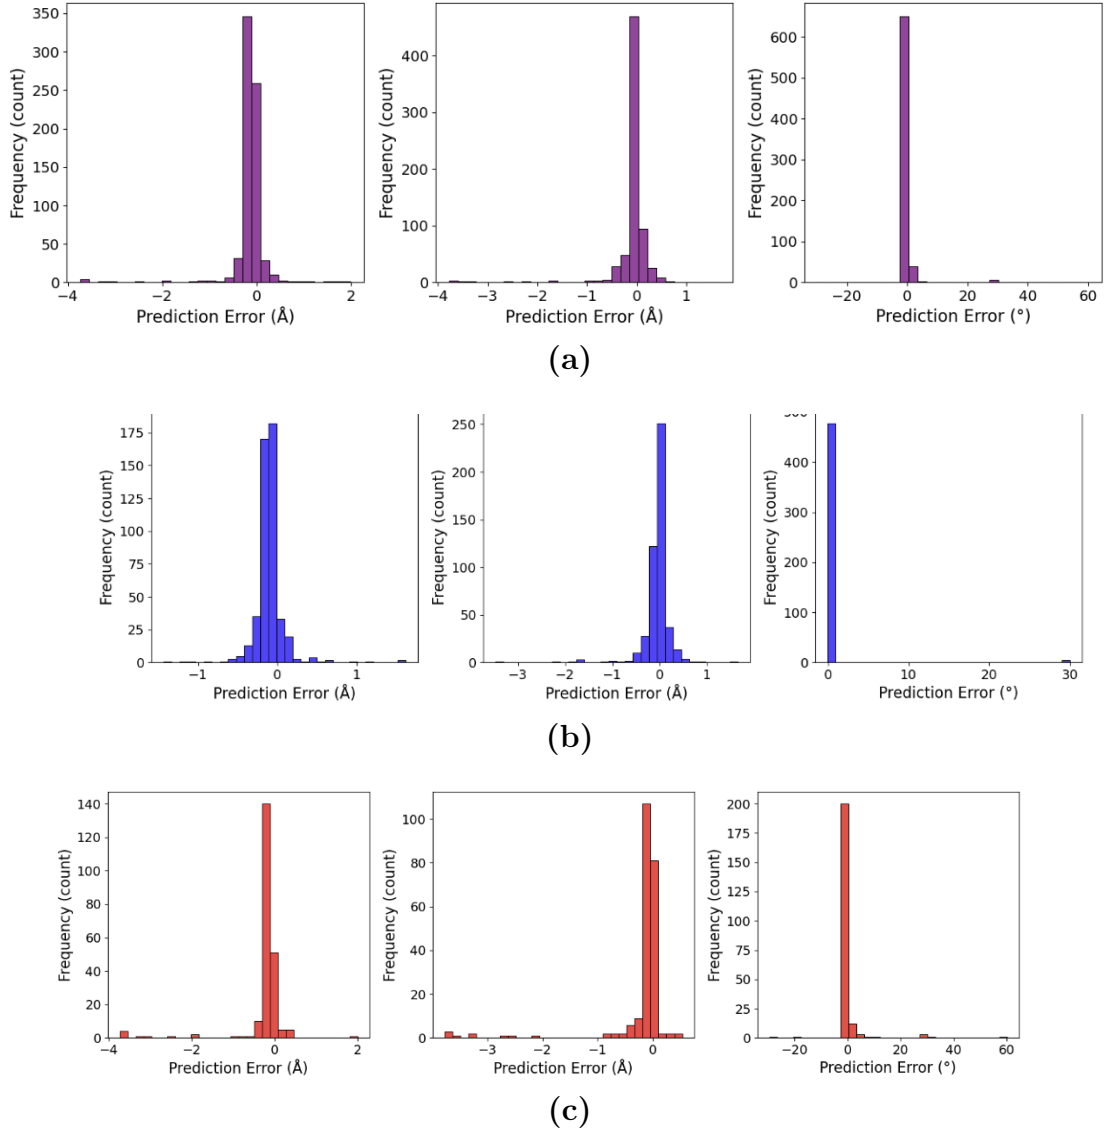 350
300
250
200
150
100
50
0
Frequency (count)
−4 −2 0 2
Prediction Error (Å)
400
300
200
100
0
Frequency (count)
−4 −3 −2 −1 0 1
Prediction Error (Å)
600
500
400
300
200
100
0
Frequency (count)
−20 0 20 40 60
Prediction Error (°)
(a)
175
150
125
100
75
50
25
0
Frequency (count)
−1 0 1
Prediction Error (Å)
250
200
150
100
50
0
Frequency (count)
−3 −2 −1 0 1
Prediction Error (Å)
500
400
300
200
100
0
Frequency (count)
0 10 20 30
Prediction Error (°)
(b)
140
120
100
80
60
40
20
0
Frequency (count)
−4 −2 0 2
Prediction Error (Å)
100
80
60
40
20
0
Frequency (count)
−3 −2 −1 0
Prediction Error (Å)
200
175
150
125
100
75
50
25
0
Frequency (count)
−20 0 20 40 60
Prediction Error (°)
(c)